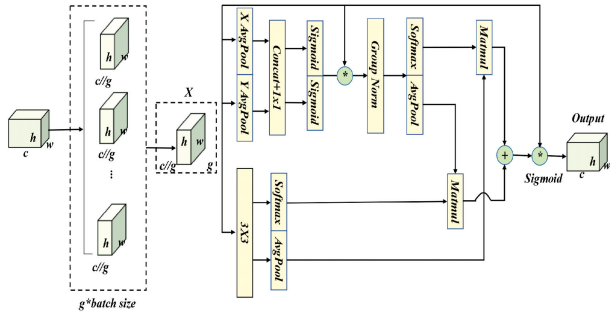 h w
c//g
h w
c
h w
c//g
⋮
h w
c//g
g*batch size
X
h w
c//g g
X AvgPool
Y AvgPool
Concat+1x1
Sigmoid
Sigmoid
*
Group Norm
Softmax
AvgPool
Matmul
3X3
Softmax
AvgPool
Matmul
+
*
Sigmoid
Output
h w
c